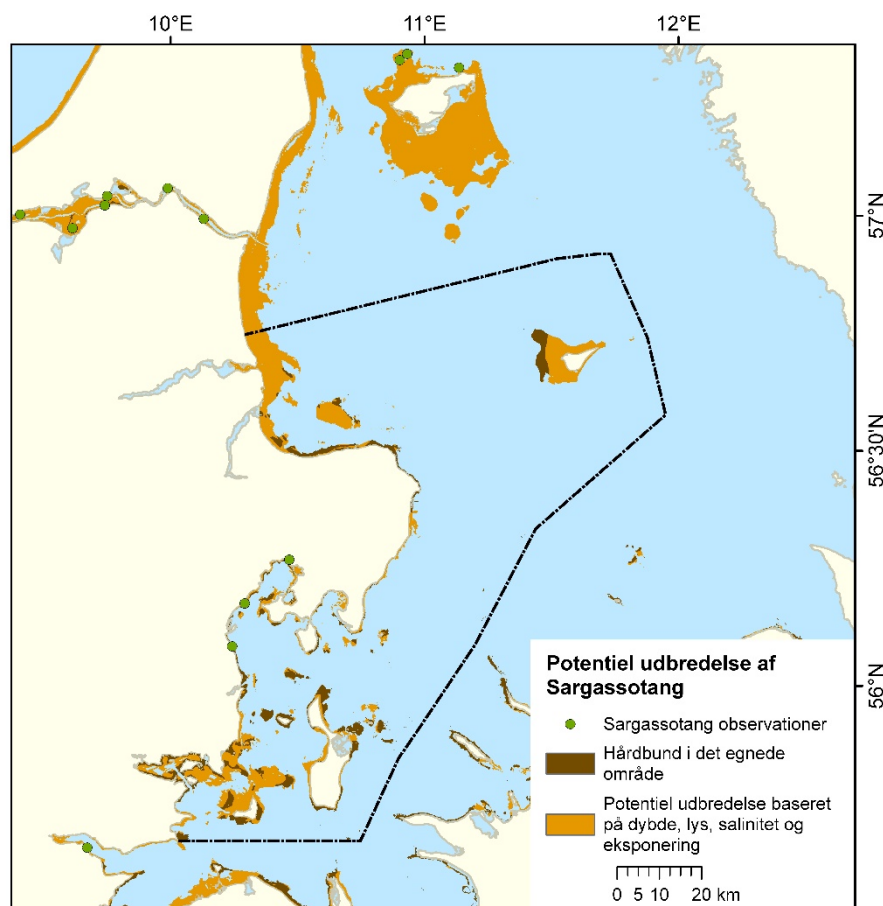 10°E
11°E
12°E
57°N
56°30'N
56°N
Potentiel udbredelse af
Sargassotang
Sargassotang observationer
Hårdbund i det egnede
område
Potentiel udbredelse baseret
på dybde, lys, salinitet og
eksponering
0 5 10 20 km